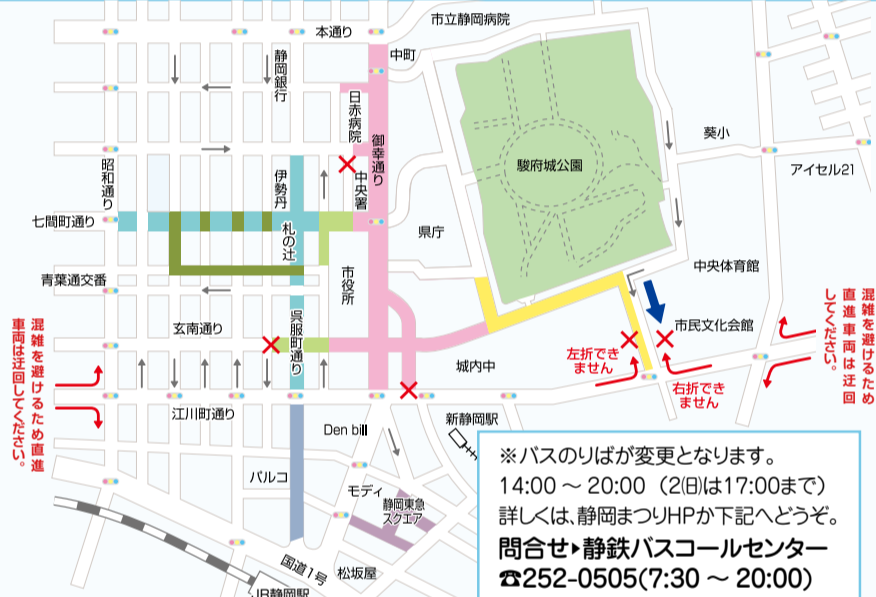 市立静岡病院
本通り
中町
静岡銀行
日赤病院
御幸通り
葵小
アイセル21
駿府城公園
昭和通り
伊勢丹
中央署
七間町通り
札の辻
県庁
市役所
中央体育館
青葉通交番
玄南通り
呉服町通り
市民文化会館
城内中
混雑を避けるため直進
車両は迂回してください。
混雑を避けるため
直進車両は迂回
してください。
左折でき
ません
右折でき
ません
江川町通り
Den bill
新静岡駅
パルコ
モディ
静岡東急
スクエア
国道1号
松坂屋
JR静岡駅
※バスのりばが変更となります。
14:00 ～ 20:00 (2㈰は17:00まで)
詳しくは、静岡まつりHPか下記へどうぞ。
問合せ▶静鉄バスコールセンター
☎252-0505(7:30 ～ 20:00)